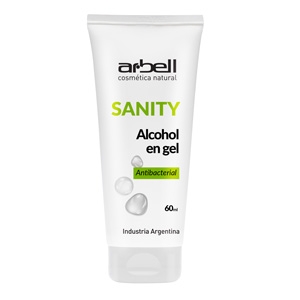 arbell
cosmética natural
SANITY
Alcohol
en gel
Antibacterial
60ml
Industria Argentina